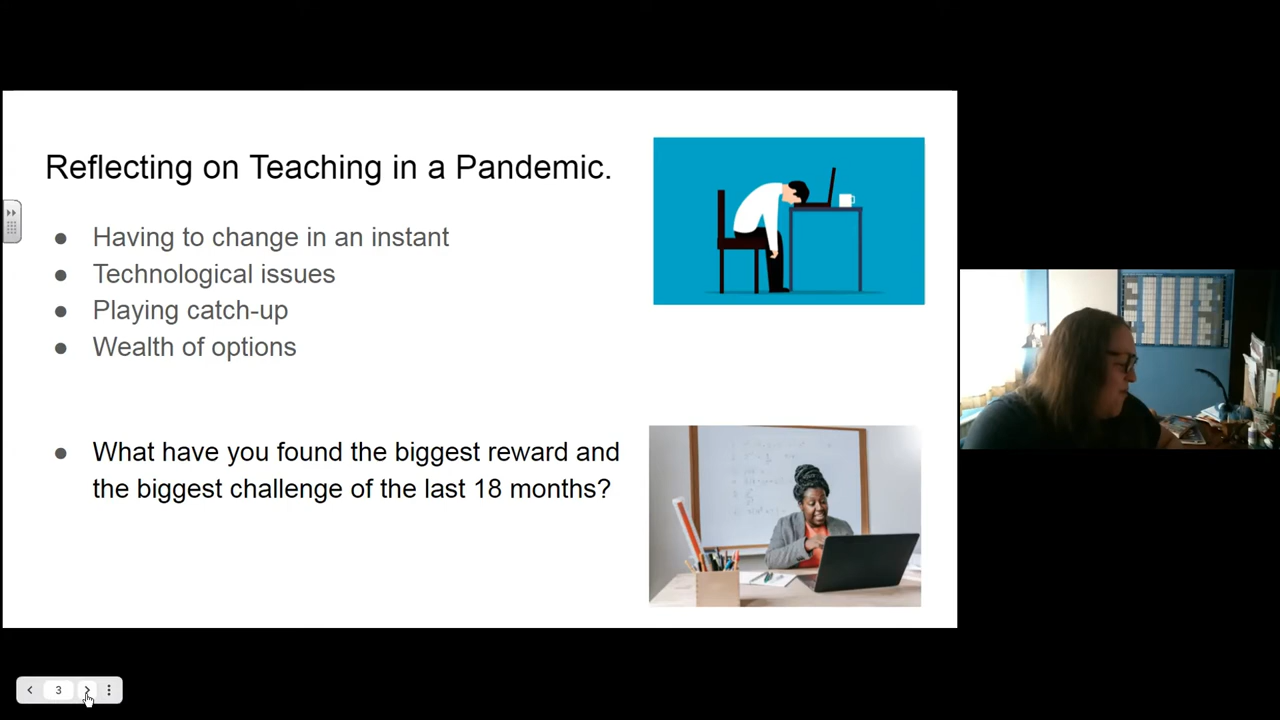 Reflecting on Teaching in a Pandemic.
● Having to change in an instant
● Technological issues
● Playing catch-up
● Wealth of options
● What have you found the biggest reward and
the biggest challenge of the last 18 months?
3